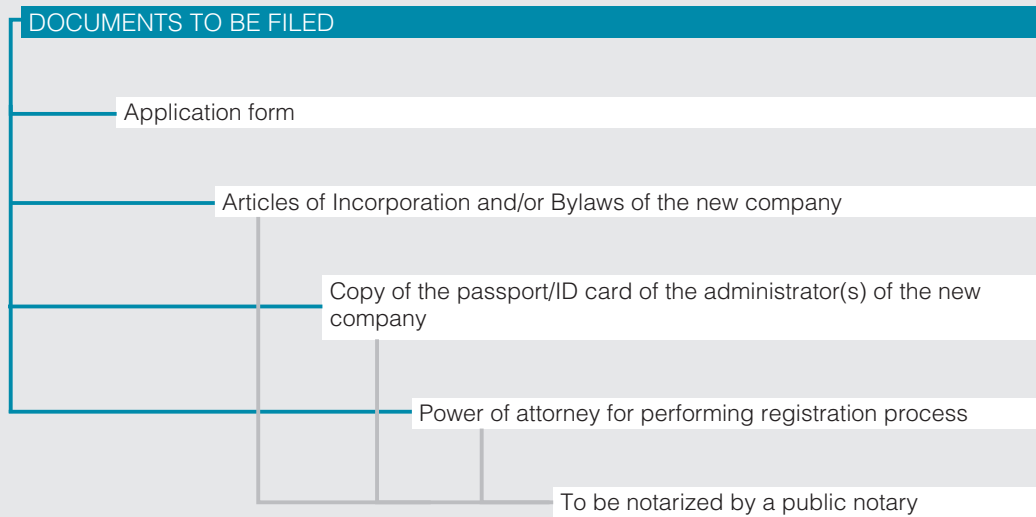 DOCUMENTS TO BE FILED
Application form
Articles of Incorporation and/or Bylaws of the new company
Copy of the passport/ID card of the administrator(s) of the new
company
Power of attorney for performing registration process
To be notarized by a public notary